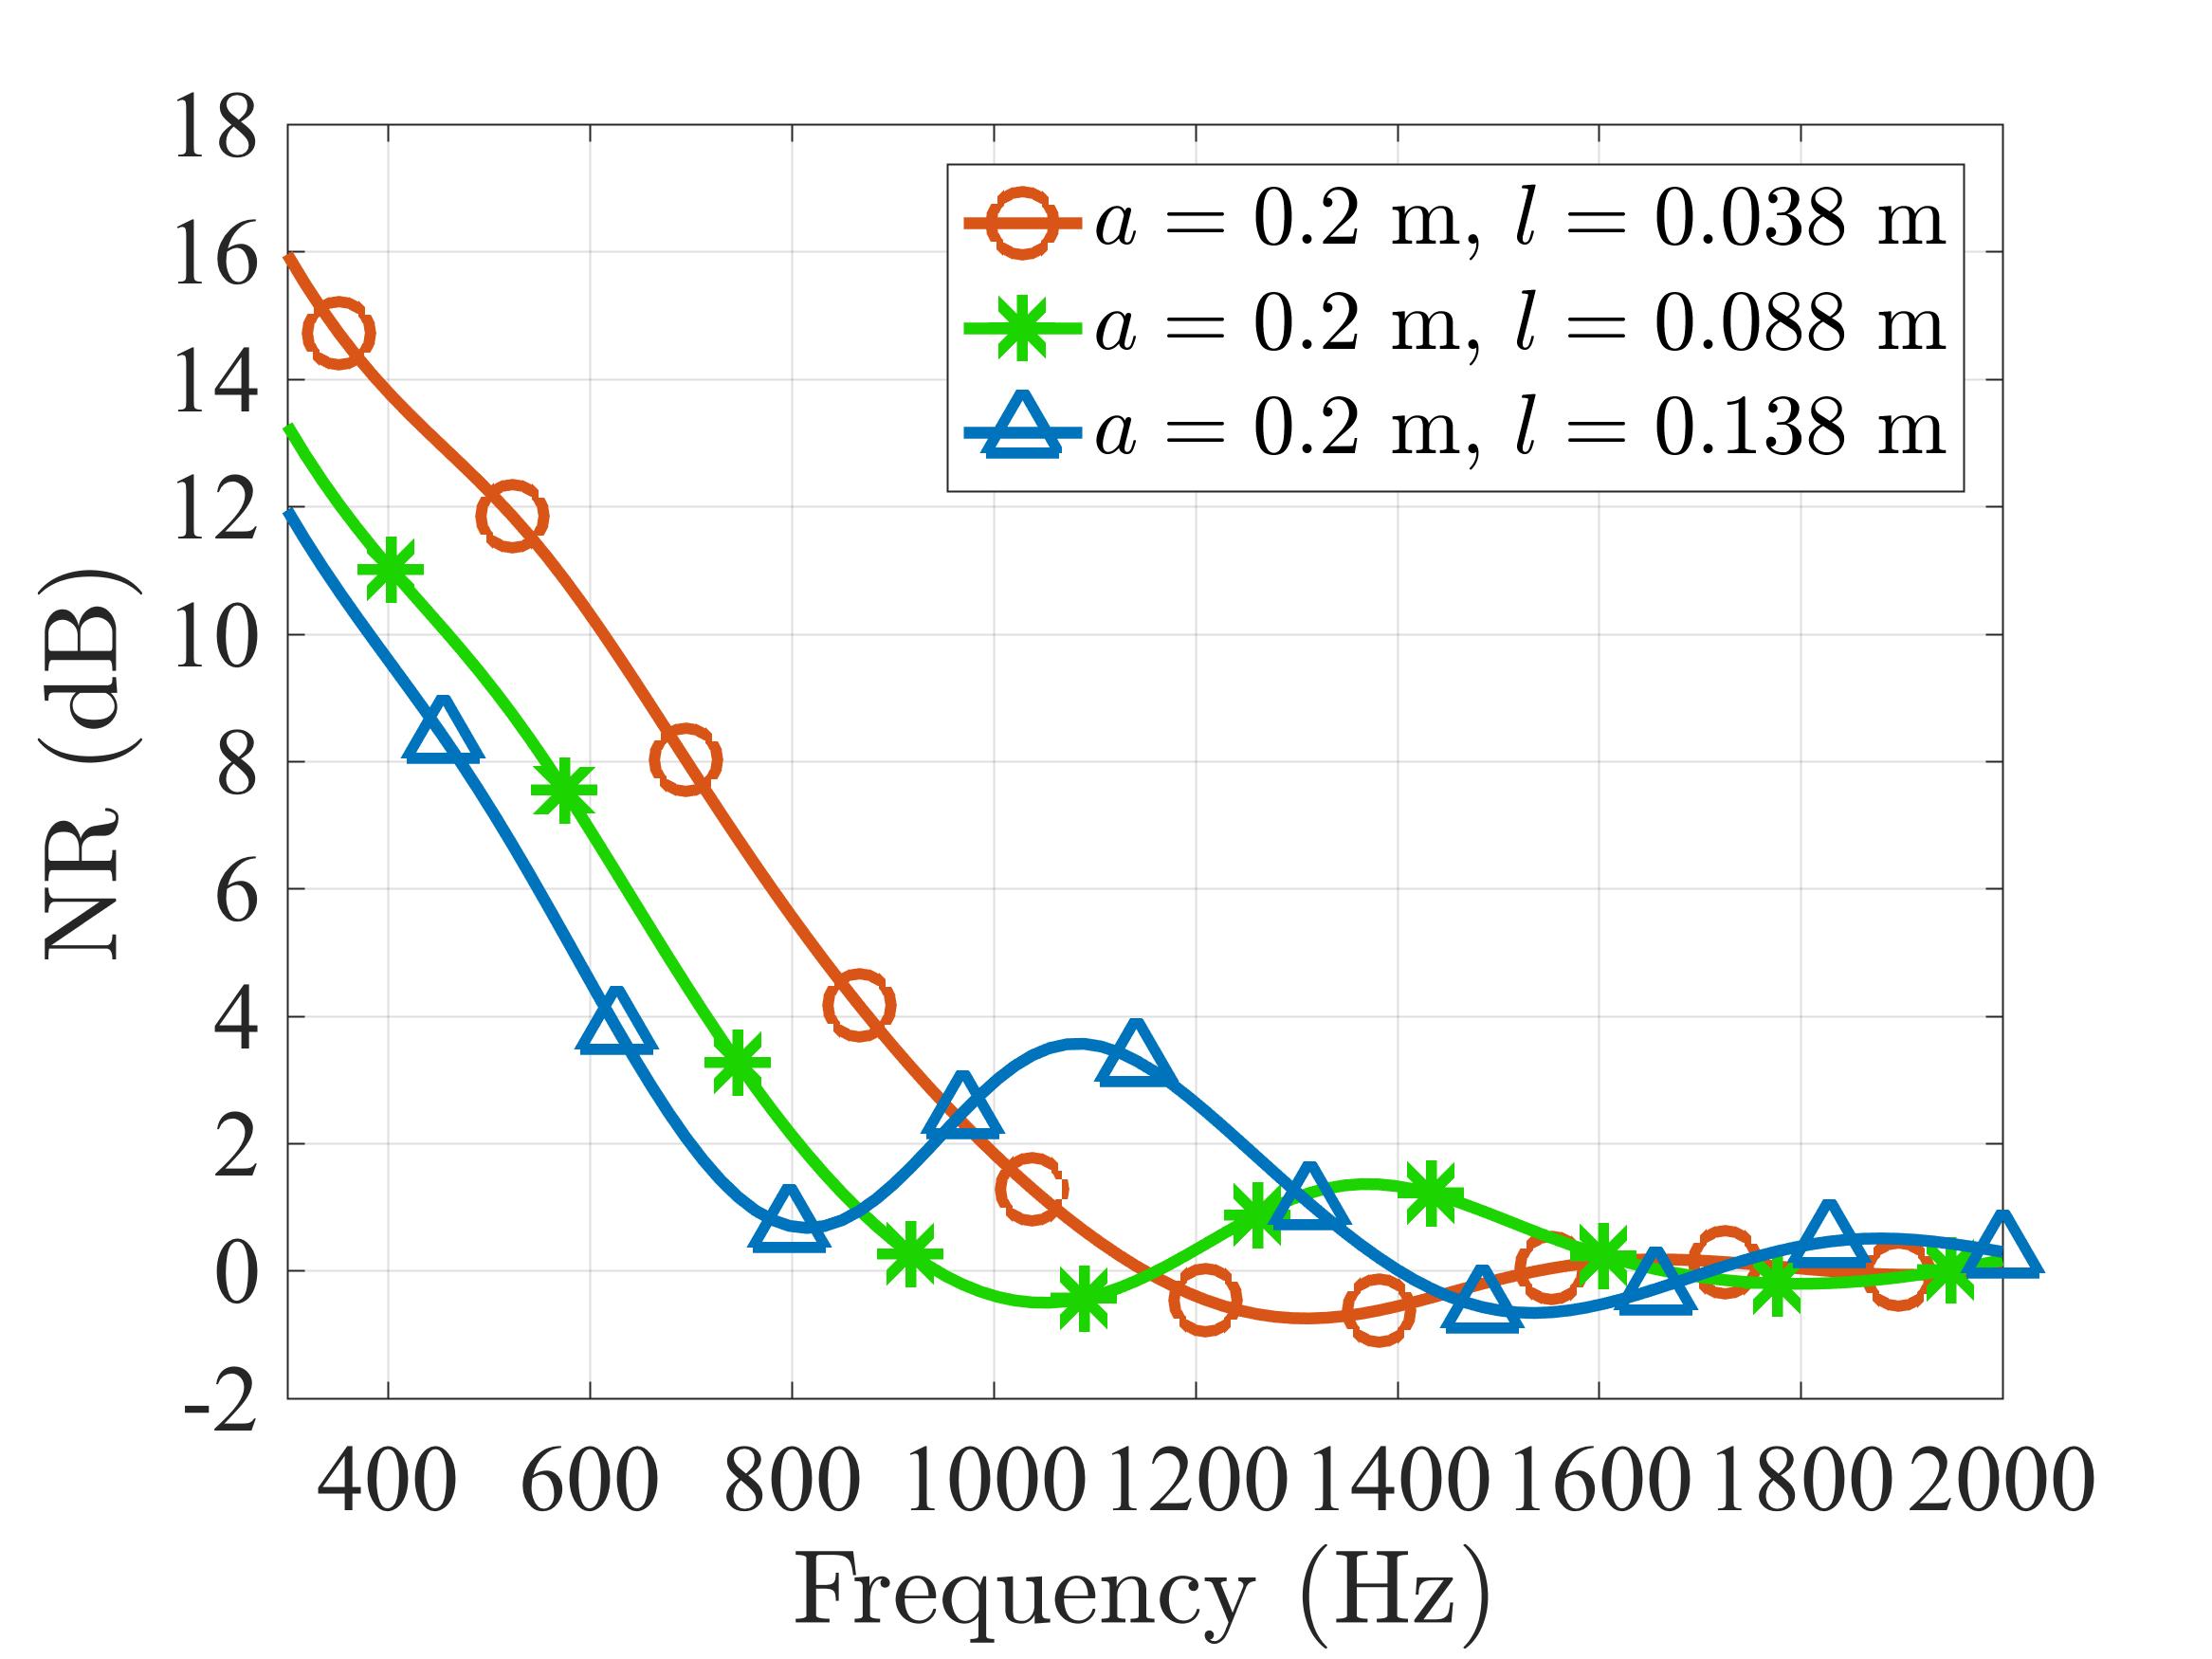 18
16
14
12
10
8
6
4
2
0
-2
NR (dB)
a = 0.2 m, l = 0.038 m
a = 0.2 m, l = 0.088 m
a = 0.2 m, l = 0.138 m
400 600 800 1000 1200 1400 1600 1800 2000
Frequency (Hz)